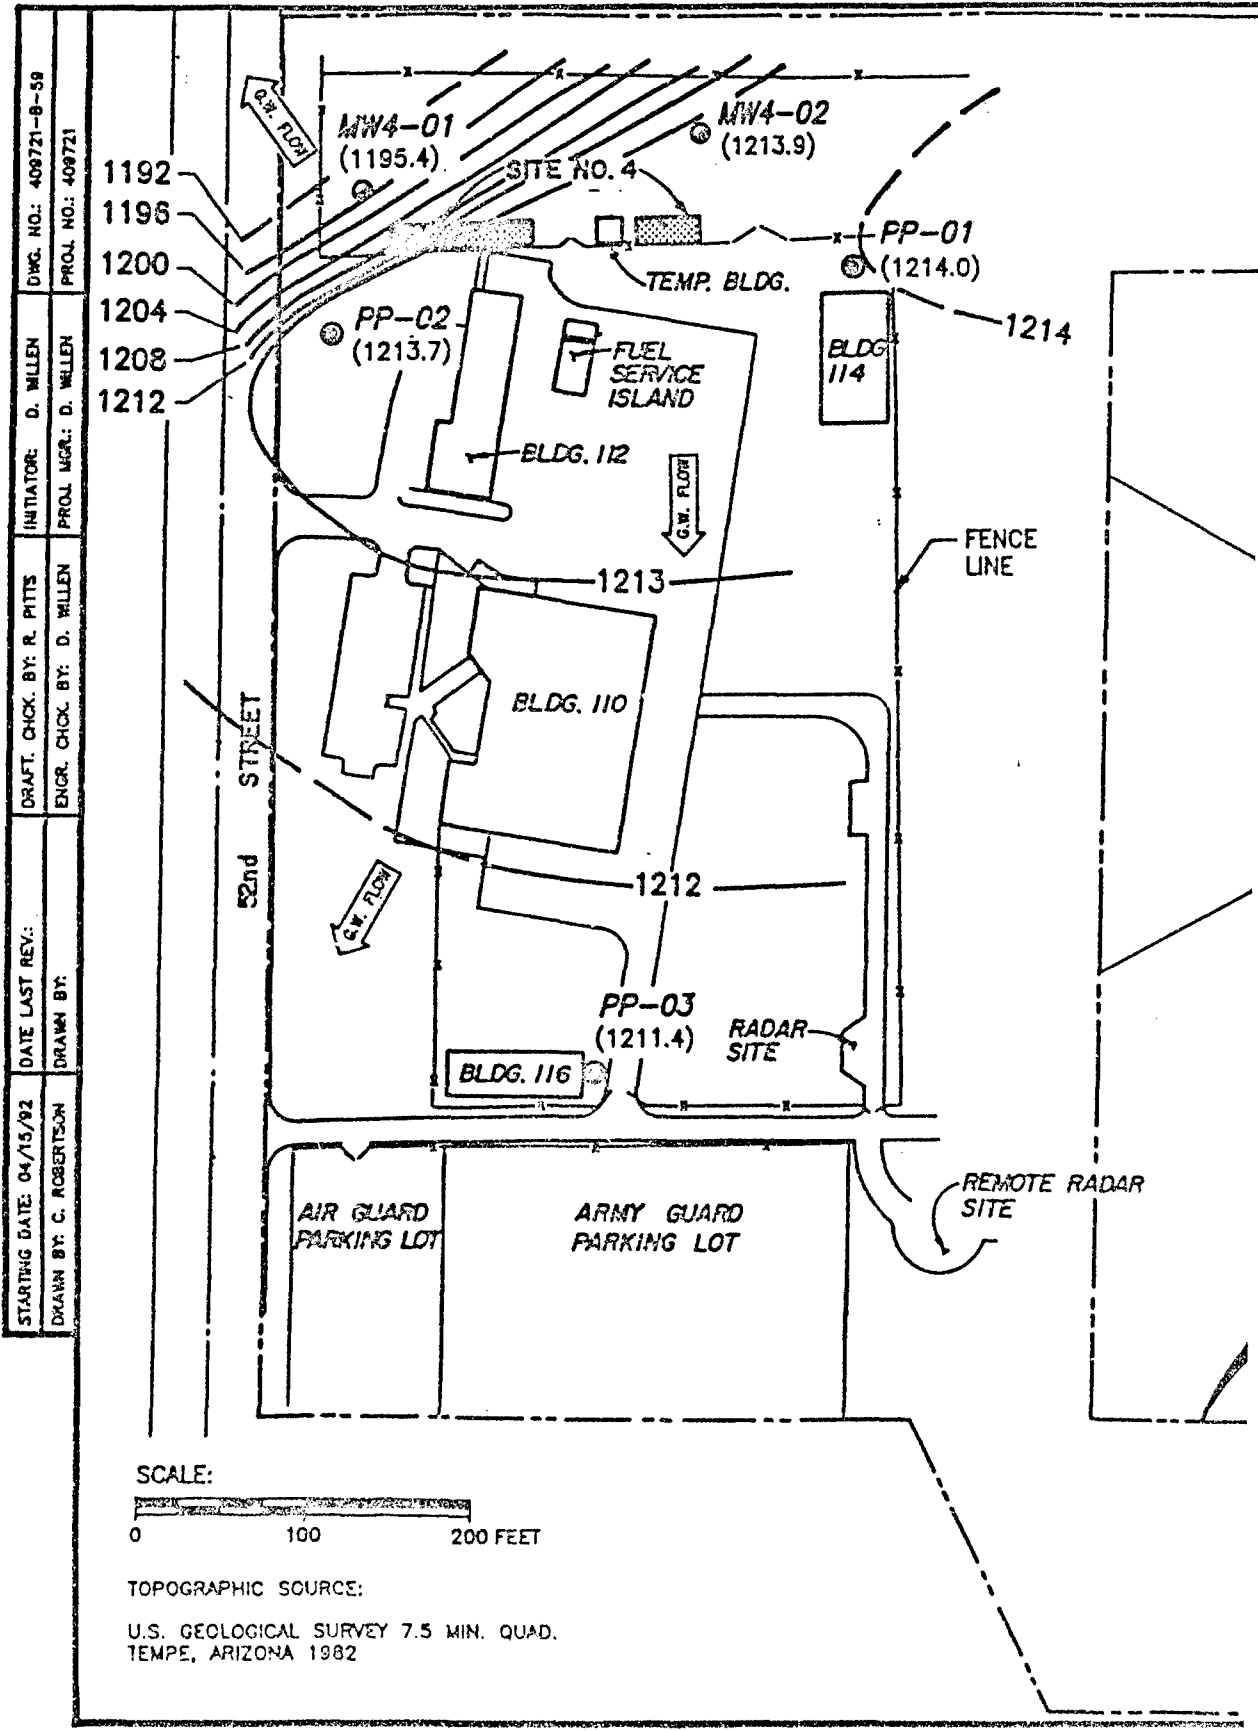 DWG. NO.: 409721-B-59
PROJ. NO.: 409721
INITIATOR: D. WILLEN
PROJ. MGR.: D. WILLEN
DRAFT. CHCK. BY: R. PITTS
ENGR. CHCK. BY: D. WILLEN
DATE LAST REV.:
DRAWN BY:
STARTING DATE: 04/15/92
DRAWN BY: C. ROBERTSON
G.W. FLOW
MW4-01
(1195.4)
MW4-02
(1213.9)
SITE NO. 4
1192
1196
1200
1204
1208
1212
PP-01
(1214.0)
TEMP. BLDG.
1214
PP-02
(1213.7)
FUEL
SERVICE
ISLAND
BLDG
114
BLDG. 112
G.W. FLOW
FENCE
LINE
1213
BLDG. 110
52nd STREET
1212
G.W. FLOW
PP-03
(1211.4)
RADAR
SITE
BLDG. 116
REMOTE RADAR
SITE
AIR GUARD
PARKING LOT
ARMY GUARD
PARKING LOT
SCALE:
0 100 200 FEET
TOPOGRAPHIC SOURCE:
U.S. GEOLOGICAL SURVEY 7.5 MIN. QUAD.
TEMPE, ARIZONA 1982